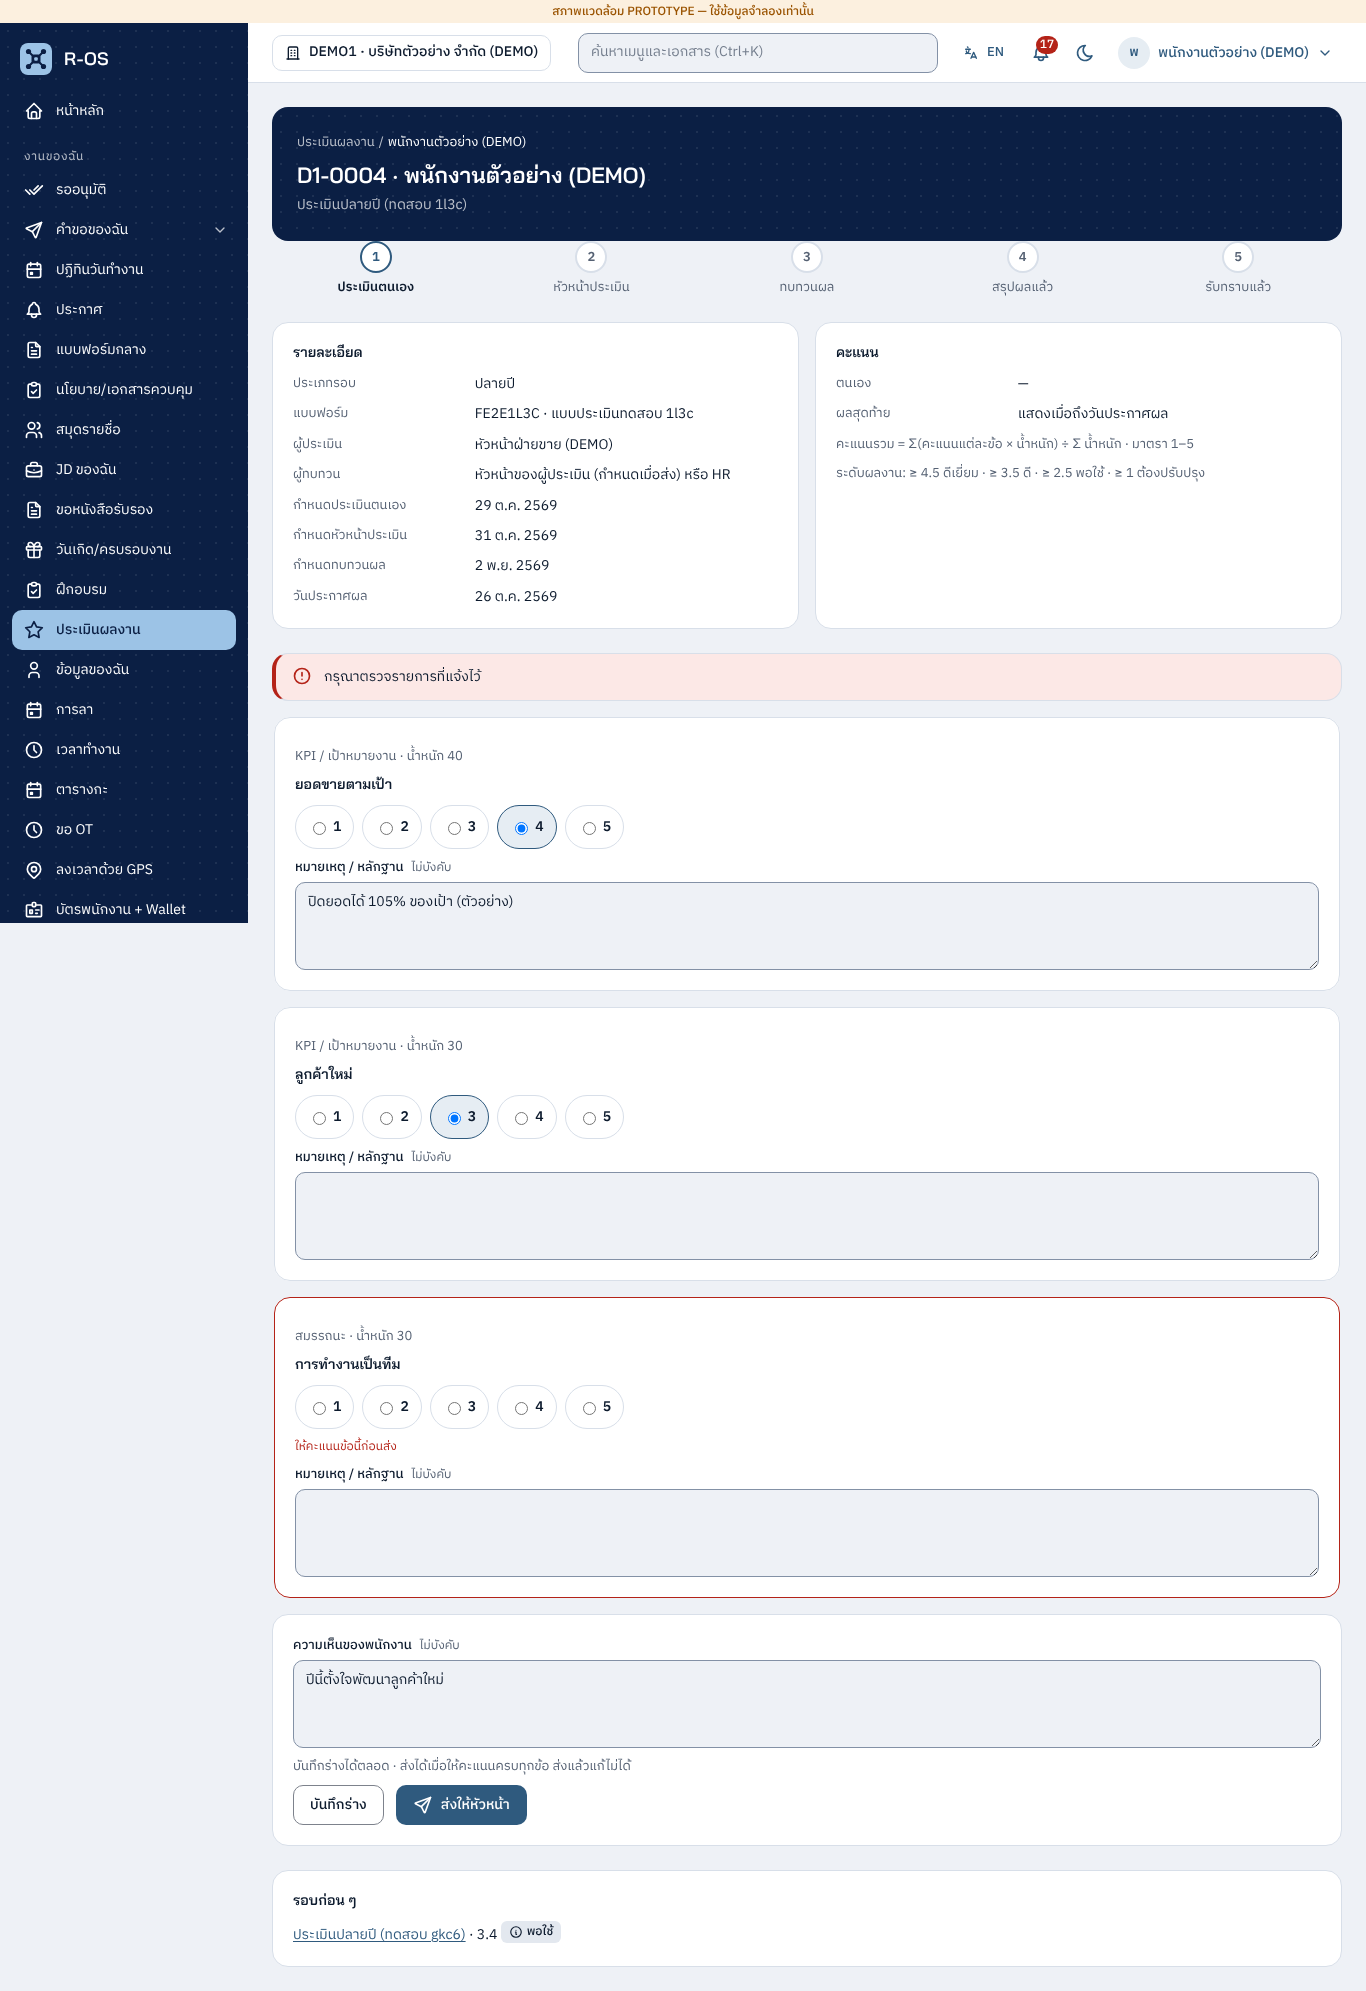 สภาพแวดล้อม PROTOTYPE — ใช้ข้อมูลจำลองเท่านั้น
R-OS
หน้าหลัก
งานของฉัน
รออนุมัติ
คำขอของฉัน
ปฏิทินวันทำงาน
ประกาศ
แบบฟอร์มกลาง
นโยบาย/เอกสารควบคุม
สมุดรายชื่อ
JD ของฉัน
ขอหนังสือรับรอง
วันเกิด/ครบรอบงาน
ฝึกอบรม
ประเมินผลงาน
ข้อมูลของฉัน
การลา
เวลาทำงาน
ตารางกะ
ขอ OT
ลงเวลาด้วย GPS
บัตรพนักงาน + Wallet
DEMO1 · บริษัทตัวอย่าง จำกัด (DEMO)
ค้นหาเมนูและเอกสาร (Ctrl+K)
EN
17
พ
พนักงานตัวอย่าง (DEMO)
ประเมินผลงาน / พนักงานตัวอย่าง (DEMO)
D1-0004 · พนักงานตัวอย่าง (DEMO)
ประเมินปลายปี (ทดสอบ 1l3c)
1 ประเมินตนเอง
2 หัวหน้าประเมิน
3 ทบทวนผล
4 สรุปผลแล้ว
5 รับทราบแล้ว
รายละเอียด
ประเภทรอบ ปลายปี
แบบฟอร์ม FE2E1L3C · แบบประเมินทดสอบ 1l3c
ผู้ประเมิน หัวหน้าฝ่ายขาย (DEMO)
ผู้ทบทวน หัวหน้าของผู้ประเมิน (กำหนดเมื่อส่ง) หรือ HR
กำหนดประเมินตนเอง 29 ต.ค. 2569
กำหนดหัวหน้าประเมิน 31 ต.ค. 2569
กำหนดทบทวนผล 2 พ.ย. 2569
วันประกาศผล 26 ต.ค. 2569
คะแนน
ตนเอง —
ผลสุดท้าย แสดงเมื่อถึงวันประกาศผล
คะแนนรวม = Σ(คะแนนแต่ละข้อ × น้ำหนัก) ÷ Σ น้ำหนัก · มาตรา 1–5
ระดับผลงาน: ≥ 4.5 ดีเยี่ยม · ≥ 3.5 ดี · ≥ 2.5 พอใช้ · ≥ 1 ต้องปรับปรุง
กรุณาตรวจรายการที่แจ้งไว้
KPI / เป้าหมายงาน · น้ำหนัก 40
ยอดขายตามเป้า
1 2 3 4 5
หมายเหตุ / หลักฐาน ไม่บังคับ
ปิดยอดได้ 105% ของเป้า (ตัวอย่าง)
KPI / เป้าหมายงาน · น้ำหนัก 30
ลูกค้าใหม่
1 2 3 4 5
หมายเหตุ / หลักฐาน ไม่บังคับ
สมรรถนะ · น้ำหนัก 30
การทำงานเป็นทีม
1 2 3 4 5
ให้คะแนนข้อนี้ก่อนส่ง
หมายเหตุ / หลักฐาน ไม่บังคับ
ความเห็นของพนักงาน ไม่บังคับ
ปีนี้ตั้งใจพัฒนาลูกค้าใหม่
บันทึกร่างได้ตลอด · ส่งได้เมื่อให้คะแนนครบทุกข้อ ส่งแล้วแก้ไม่ได้
บันทึกร่าง
ส่งให้หัวหน้า
รอบก่อน ๆ
ประเมินปลายปี (ทดสอบ gkc6) · 3.4 พอใช้